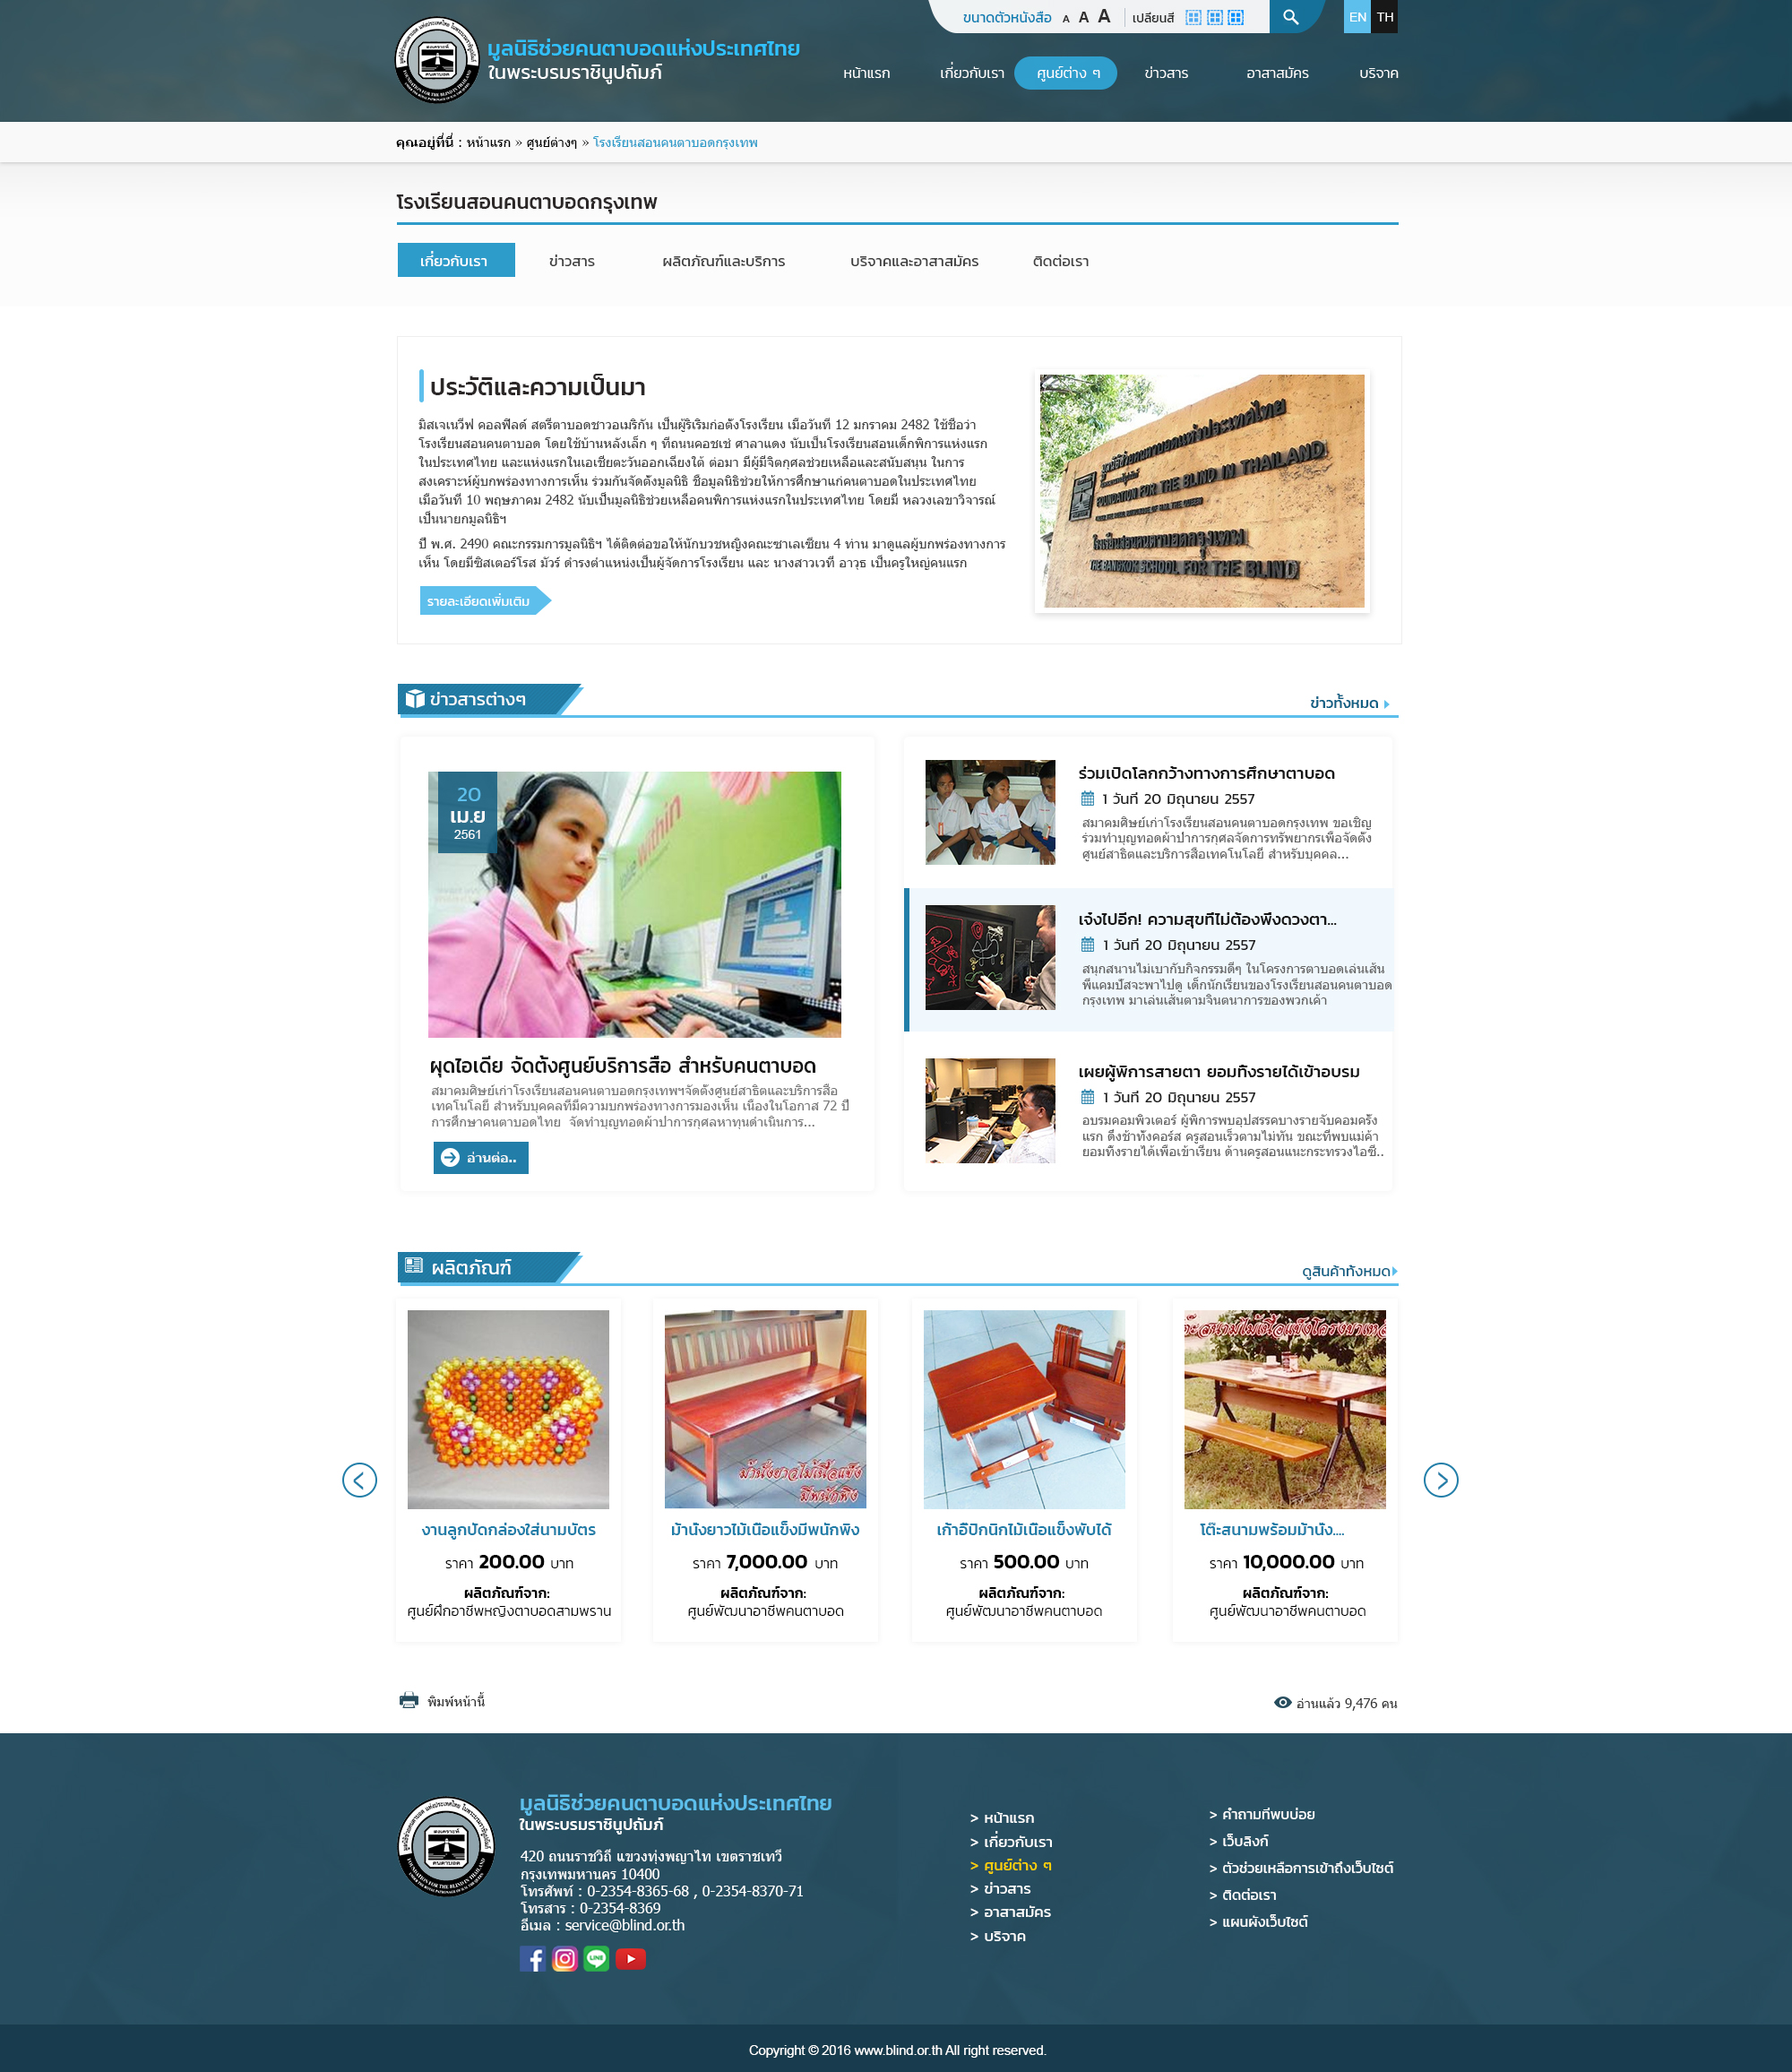 ขนาดตัวหนังสือ A A A เปลี่ยนสี EN TH
มูลนิธิช่วยคนตาบอดแห่งประเทศไทย
ในพระบรมราชินูปถัมภ์
หน้าแรก เกี่ยวกับเรา ศูนย์ต่าง ๆ ข่าวสาร อาสาสมัคร บริจาค
คุณอยู่ที่นี่ : หน้าแรก » ศูนย์ต่างๆ » โรงเรียนสอนคนตาบอดกรุงเทพ
โรงเรียนสอนคนตาบอดกรุงเทพ
เกี่ยวกับเรา ข่าวสาร ผลิตภัณฑ์และบริการ บริจาคและอาสาสมัคร ติดต่อเรา
ประวัติและความเป็นมา
มิสเจเนวีฟ คอลฟิลด์ สตรีตาบอดชาวอเมริกัน เป็นผู้ริเริ่มก่อตั้งโรงเรียน เมื่อวันที่ 12 มกราคม 2482 ใช้ชื่อว่า
โรงเรียนสอนคนตาบอด โดยใช้บ้านหลังเล็ก ๆ ที่ถนนคอซเซ่ ศาลาแดง นับเป็นโรงเรียนสอนเด็กพิการแห่งแรก
ในประเทศไทย และแห่งแรกในเอเชียตะวันออกเฉียงใต้ ต่อมา มีผู้มีจิตกุศลช่วยเหลือและสนับสนุน ในการ
สงเคราะห์ผู้บกพร่องทางการเห็น ร่วมกันจัดตั้งมูลนิธิ ชื่อมูลนิธิช่วยให้การศึกษาแก่คนตาบอดในประเทศไทย
เมื่อวันที่ 10 พฤษภาคม 2482 นับเป็นมูลนิธิช่วยเหลือคนพิการแห่งแรกในประเทศไทย โดยมี หลวงเลขาวิจารณ์
เป็นนายกมูลนิธิฯ
ปี พ.ศ. 2490 คณะกรรมการมูลนิธิฯ ได้ติดต่อขอให้นักบวชหญิงคณะซาเลเซียน 4 ท่าน มาดูแลผู้บกพร่องทางการ
เห็น โดยมีซิสเตอร์โรส มัวร์ ดำรงตำแหน่งเป็นผู้จัดการโรงเรียน และ นางสาวเวที อาวุธ เป็นครูใหญ่คนแรก
รายละเอียดเพิ่มเติม
มูลนิธิช่วยคนตาบอดแห่งประเทศไทย
FOUNDATION FOR THE BLIND IN THAILAND
โรงเรียนสอนคนตาบอดกรุงเทพ
THE BANGKOK SCHOOL FOR THE BLIND
ข่าวสารต่างๆ
ข่าวทั้งหมด
20
เม.ย
2561
ผุดไอเดีย จัดตั้งศูนย์บริการสื่อ สำหรับคนตาบอด
สมาคมศิษย์เก่าโรงเรียนสอนคนตาบอดกรุงเทพฯจัดตั้งศูนย์สาธิตและบริการสื่อ
เทคโนโลยี สำหรับบุคคลที่มีความบกพร่องทางการมองเห็น เนื่องในโอกาส 72 ปี
การศึกษาคนตาบอดไทย จัดทำบุญทอดผ้าป่าการกุศลหาทุนดำเนินการ...
อ่านต่อ..
ร่วมเปิดโลกกว้างทางการศึกษาตาบอด
1 วันที่ 20 มิถุนายน 2557
สมาคมศิษย์เก่าโรงเรียนสอนคนตาบอดกรุงเทพ ขอเชิญ
ร่วมทำบุญทอดผ้าป่าการกุศลจัดการทรัพยากรเพื่อจัดตั้ง
ศูนย์สาธิตและบริการสื่อเทคโนโลยี สำหรับบุคคล...
เจ๋งไปอีก! ความสุขที่ไม่ต้องพึ่งดวงตา...
1 วันที่ 20 มิถุนายน 2557
สนุกสนานไม่เบากับกิจกรรมดีๆ ในโครงการตาบอดเล่นเส้น
พี่แคมปัสจะพาไปดู เด็กนักเรียนของโรงเรียนสอนคนตาบอด
กรุงเทพ มาเล่นเส้นตามจินตนาการของพวกเค้า
เผยผู้พิการสายตา ยอมทิ้งรายได้เข้าอบรม
1 วันที่ 20 มิถุนายน 2557
อบรมคอมพิวเตอร์ ผู้พิการพบอุปสรรคบางรายจับคอมครั้ง
แรก ดึงช้าทั้งคอร์ส ครูสอนเร็วตามไม่ทัน ขณะที่พบแม่ค้า
ยอมทิ้งรายได้เพื่อเข้าเรียน ด้านครูสอนแนะกระทรวงไอซี..
ผลิตภัณฑ์
ดูสินค้าทั้งหมด
ม้านั่งยาวไม้เนื้อแข็ง
มีพนักพิง
โต๊ะสนามไม้เนื้อแข็งโครงขาเหล็ก
งานลูกปัดกล่องใส่นามบัตร
ราคา 200.00 บาท
ผลิตภัณฑ์จาก:
ศูนย์ฝึกอาชีพหญิงตาบอดสามพราน
ม้านั่งยาวไม้เนื้อแข็งมีพนักพิง
ราคา 7,000.00 บาท
ผลิตภัณฑ์จาก:
ศูนย์พัฒนาอาชีพคนตาบอด
เก้าอี้ปิกนิกไม้เนื้อแข็งพับได้
ราคา 500.00 บาท
ผลิตภัณฑ์จาก:
ศูนย์พัฒนาอาชีพคนตาบอด
โต๊ะสนามพร้อมม้านั่ง....
ราคา 10,000.00 บาท
ผลิตภัณฑ์จาก:
ศูนย์พัฒนาอาชีพคนตาบอด
พิมพ์หน้านี้
อ่านแล้ว 9,476 คน
มูลนิธิช่วยคนตาบอดแห่งประเทศไทย
ในพระบรมราชินูปถัมภ์
420 ถนนราชวิถี แขวงทุ่งพญาไท เขตราชเทวี
กรุงเทพมหานคร 10400
โทรศัพท์ : 0-2354-8365-68 , 0-2354-8370-71
โทรสาร : 0-2354-8369
อีเมล : service@blind.or.th
LINE
> หน้าแรก
> เกี่ยวกับเรา
> ศูนย์ต่าง ๆ
> ข่าวสาร
> อาสาสมัคร
> บริจาค
> คำถามที่พบบ่อย
> เว็บลิงก์
> ตัวช่วยเหลือการเข้าถึงเว็บไซต์
> ติดต่อเรา
> แผนผังเว็บไซต์
Copyright © 2016 www.blind.or.th All right reserved.